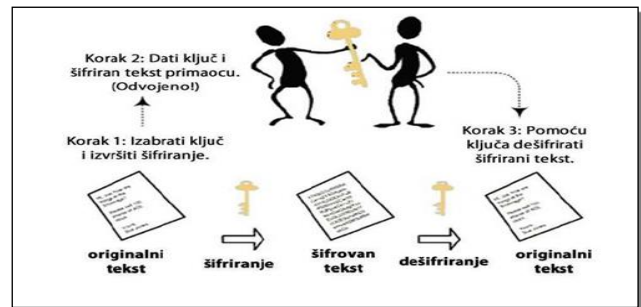 Korak 2: Dati ključ i
šifriran tekst primaocu.
(Odvojeno!)
Korak 1: Izabrati ključ
i izvršiti šifriranje.
Korak 3: Pomoću
ključa dešifrirati
šifrirani tekst.
originalni
tekst
šifriranje
šifrovan
tekst
dešifriranje
originalni
tekst